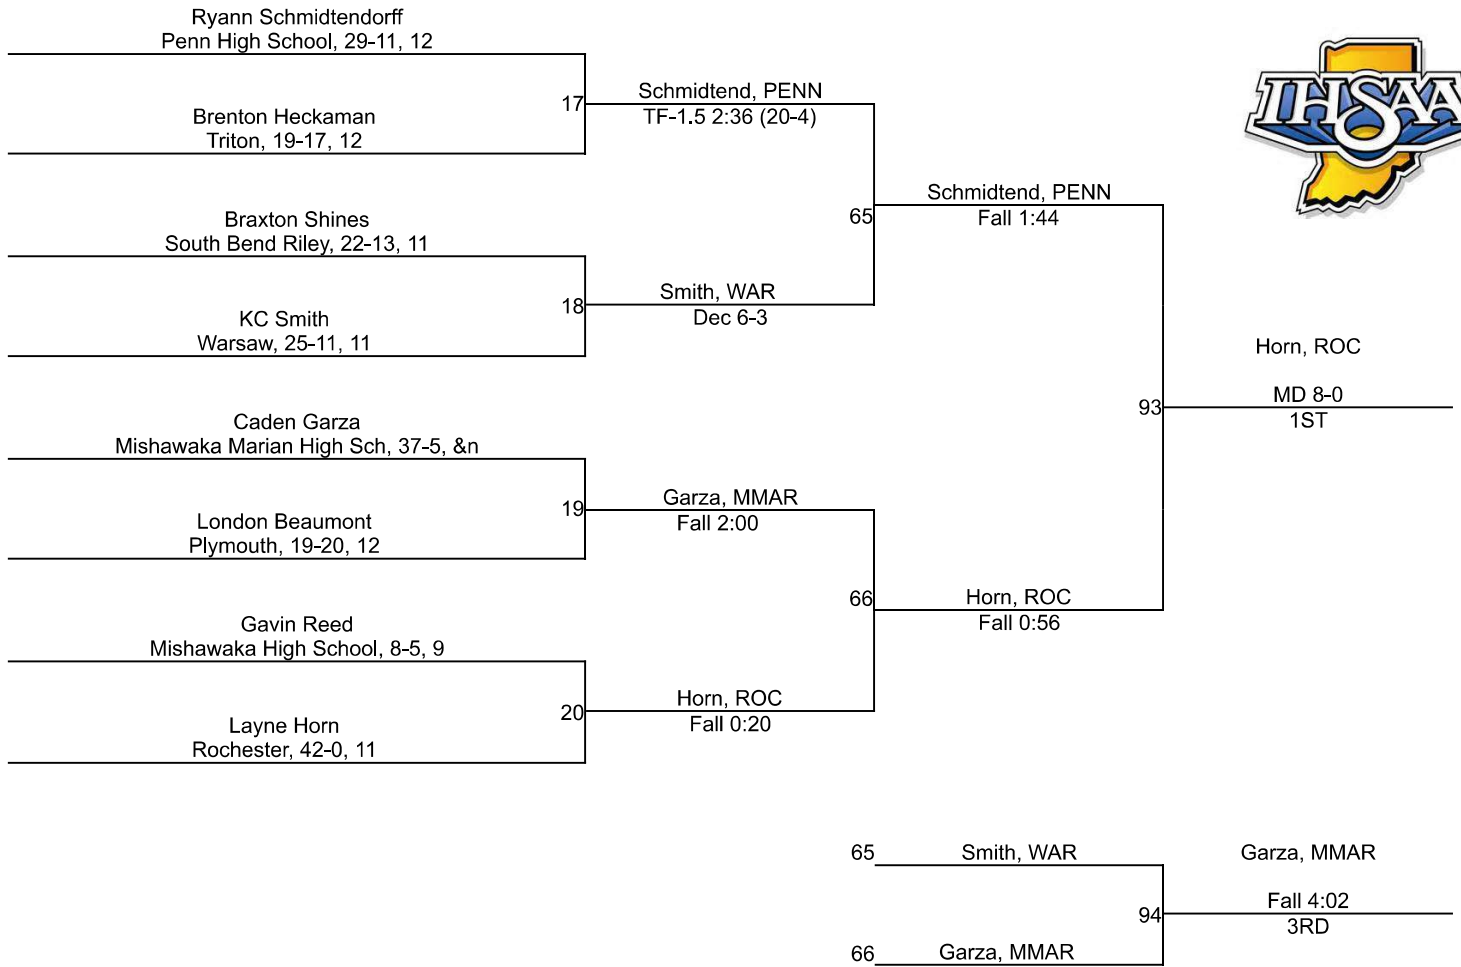 Ryann Schmidtendorff
Penn High School, 29-11, 12
Brenton Heckaman
Triton, 19-17, 12
17
Schmidtend, PENN
TF-1.5 2:36 (20-4)
Braxton Shines
South Bend Riley, 22-13, 11
KC Smith
Warsaw, 25-11, 11
18
Smith, WAR
Dec 6-3
65
Schmidtend, PENN
Fall 1:44
Caden Garza
Mishawaka Marian High Sch, 37-5, &n
London Beaumont
Plymouth, 19-20, 12
19
Garza, MMAR
Fall 2:00
Gavin Reed
Mishawaka High School, 8-5, 9
Layne Horn
Rochester, 42-0, 11
20
Horn, ROC
Fall 0:20
66
Horn, ROC
Fall 0:56
93
Horn, ROC
MD 8-0
1ST
IHSAA
65
Smith, WAR
66
Garza, MMAR
94
Garza, MMAR
Fall 4:02
3RD